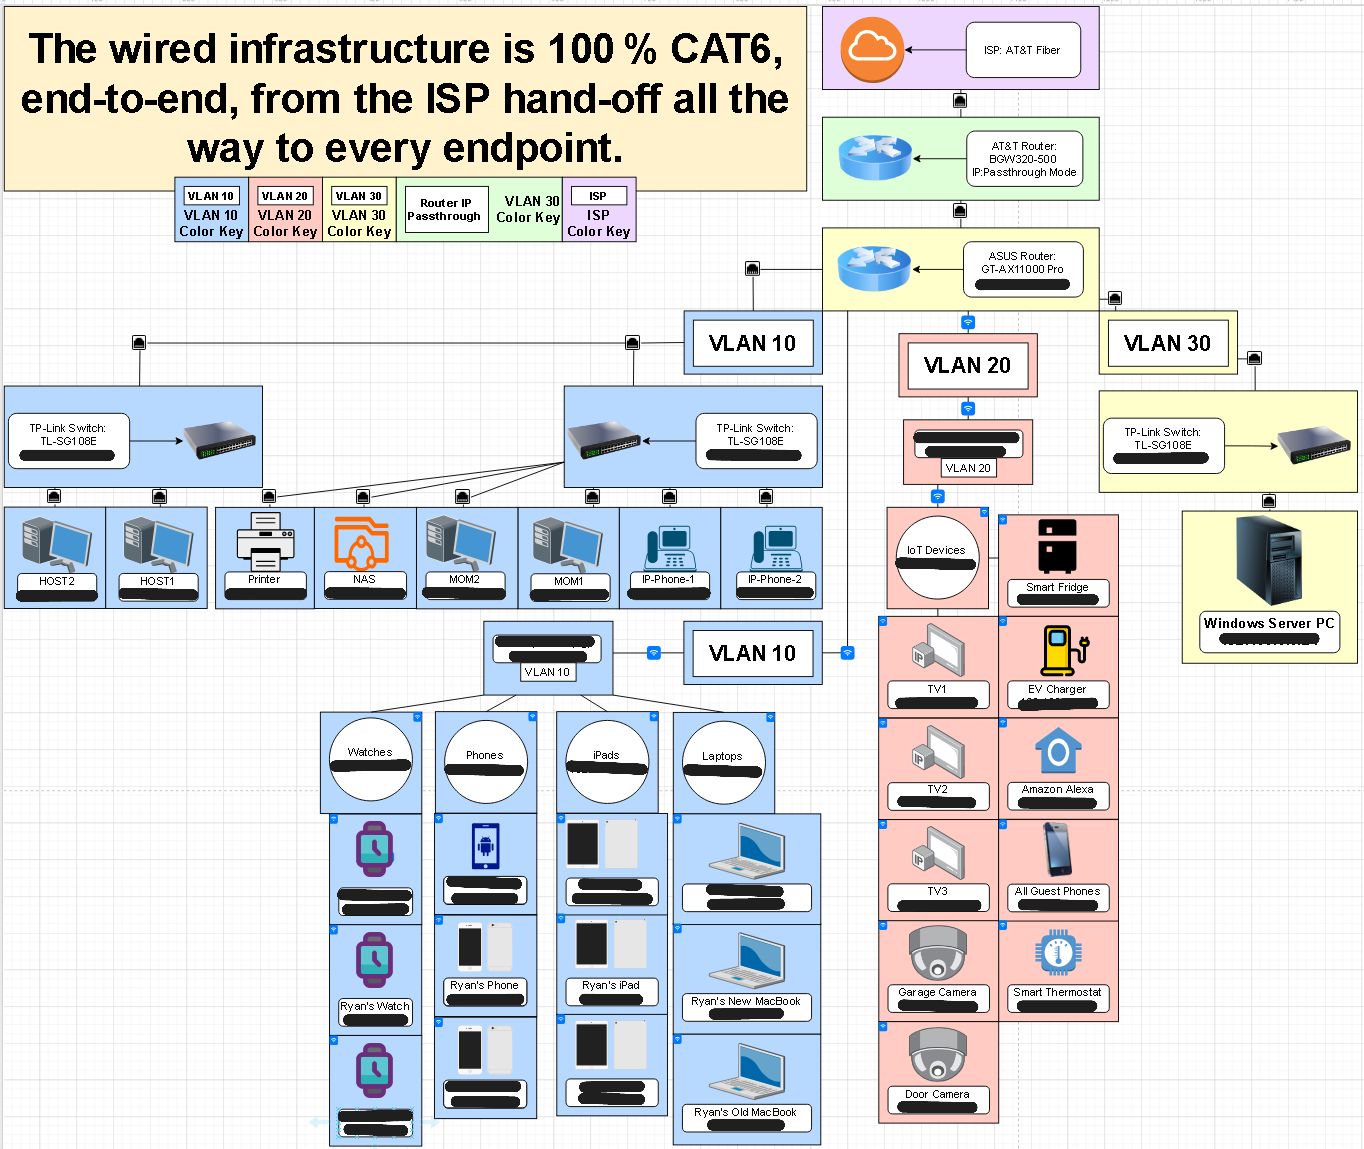 The wired infrastructure is 100 % CAT6,
end-to-end, from the ISP hand-off all the
way to every endpoint.
VLAN 10
VLAN 10
Color Key
VLAN 20
VLAN 20
Color Key
VLAN 30
VLAN 30
Color Key
Router IP
Passthrough
VLAN 30
Color Key
ISP
ISP
Color Key
ISP: AT&T Fiber
AT&T Router:
BGW320-500
IP:Passthrough Mode
ASUS Router:
GT-AX11000 Pro
VLAN 10
VLAN 20
VLAN 30
TP-Link Switch:
TL-SG108E
TP-Link Switch:
TL-SG108E
VLAN 20
TP-Link Switch:
TL-SG108E
HOST2
HOST1
Printer
NAS
MOM2
MOM1
IP-Phone-1
IP-Phone-2
IoT Devices
Smart Fridge
Windows Server PC
VLAN 10
VLAN 10
IP
TV1
EV Charger
Watches
Phones
iPads
Laptops
IP
TV2
Amazon Alexa
IP
TV3
All Guest Phones
Ryan's Watch
Ryan's Phone
Ryan's iPad
Ryan's New MacBook
Garage Camera
Smart Thermostat
Ryan's Old MacBook
Door Camera